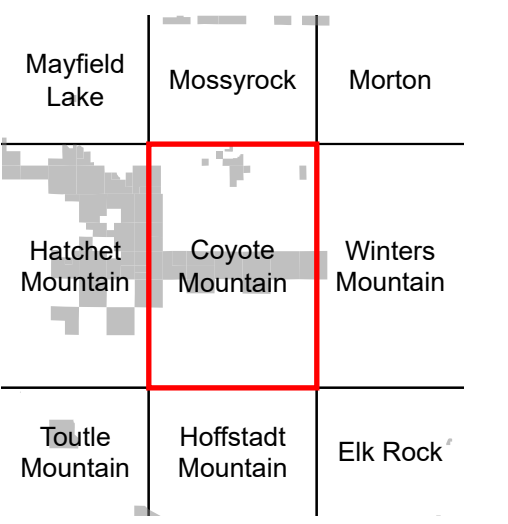 Mayfield
Lake
Mossyrock
Morton
Hatchet
Mountain
Coyote
Mountain
Winters
Mountain
Toutle
Mountain
Hoffstadt
Mountain
Elk Rock